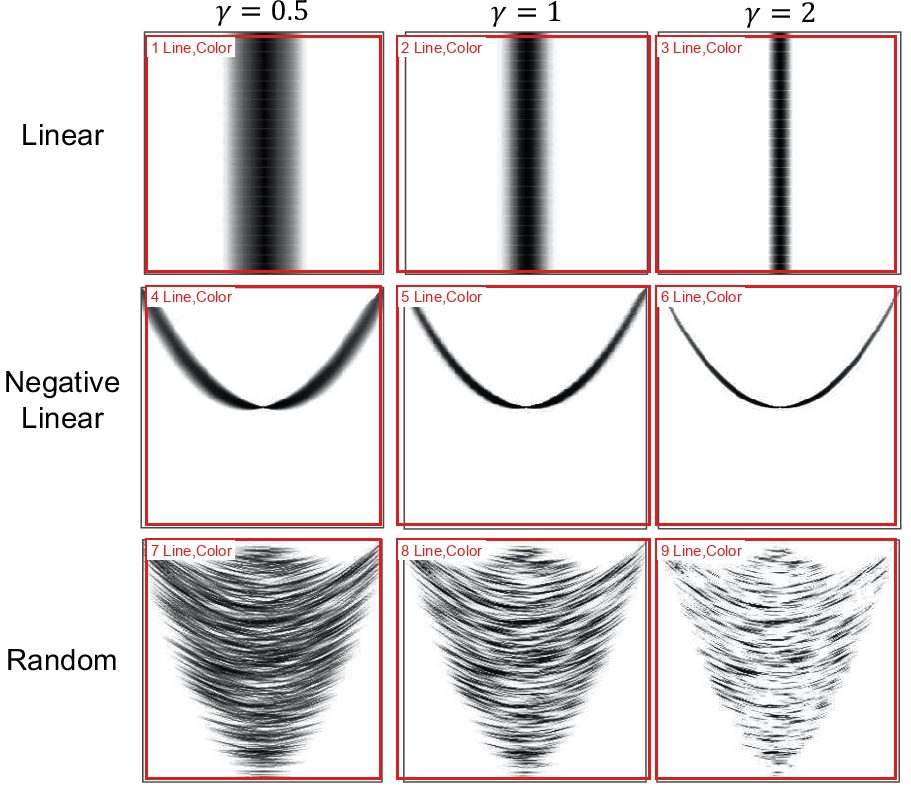 γ = 0.5
γ = 1
γ = 2
Linear
1 Line,Color
2 Line,Color
3 Line,Color
Negative
Linear
4 Line,Color
5 Line,Color
6 Line,Color
Random
7 Line,Color
8 Line,Color
9 Line,Color